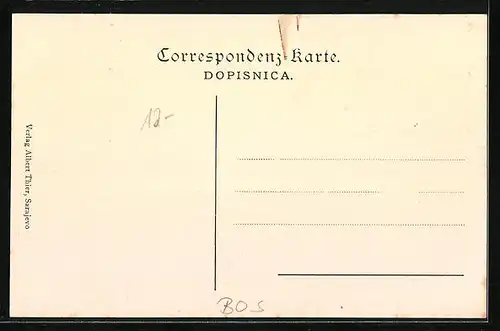 Correspondenz-Karte.
DOPISNICA.
12-
Verlag Albert Thier, Sarajevo
BOS